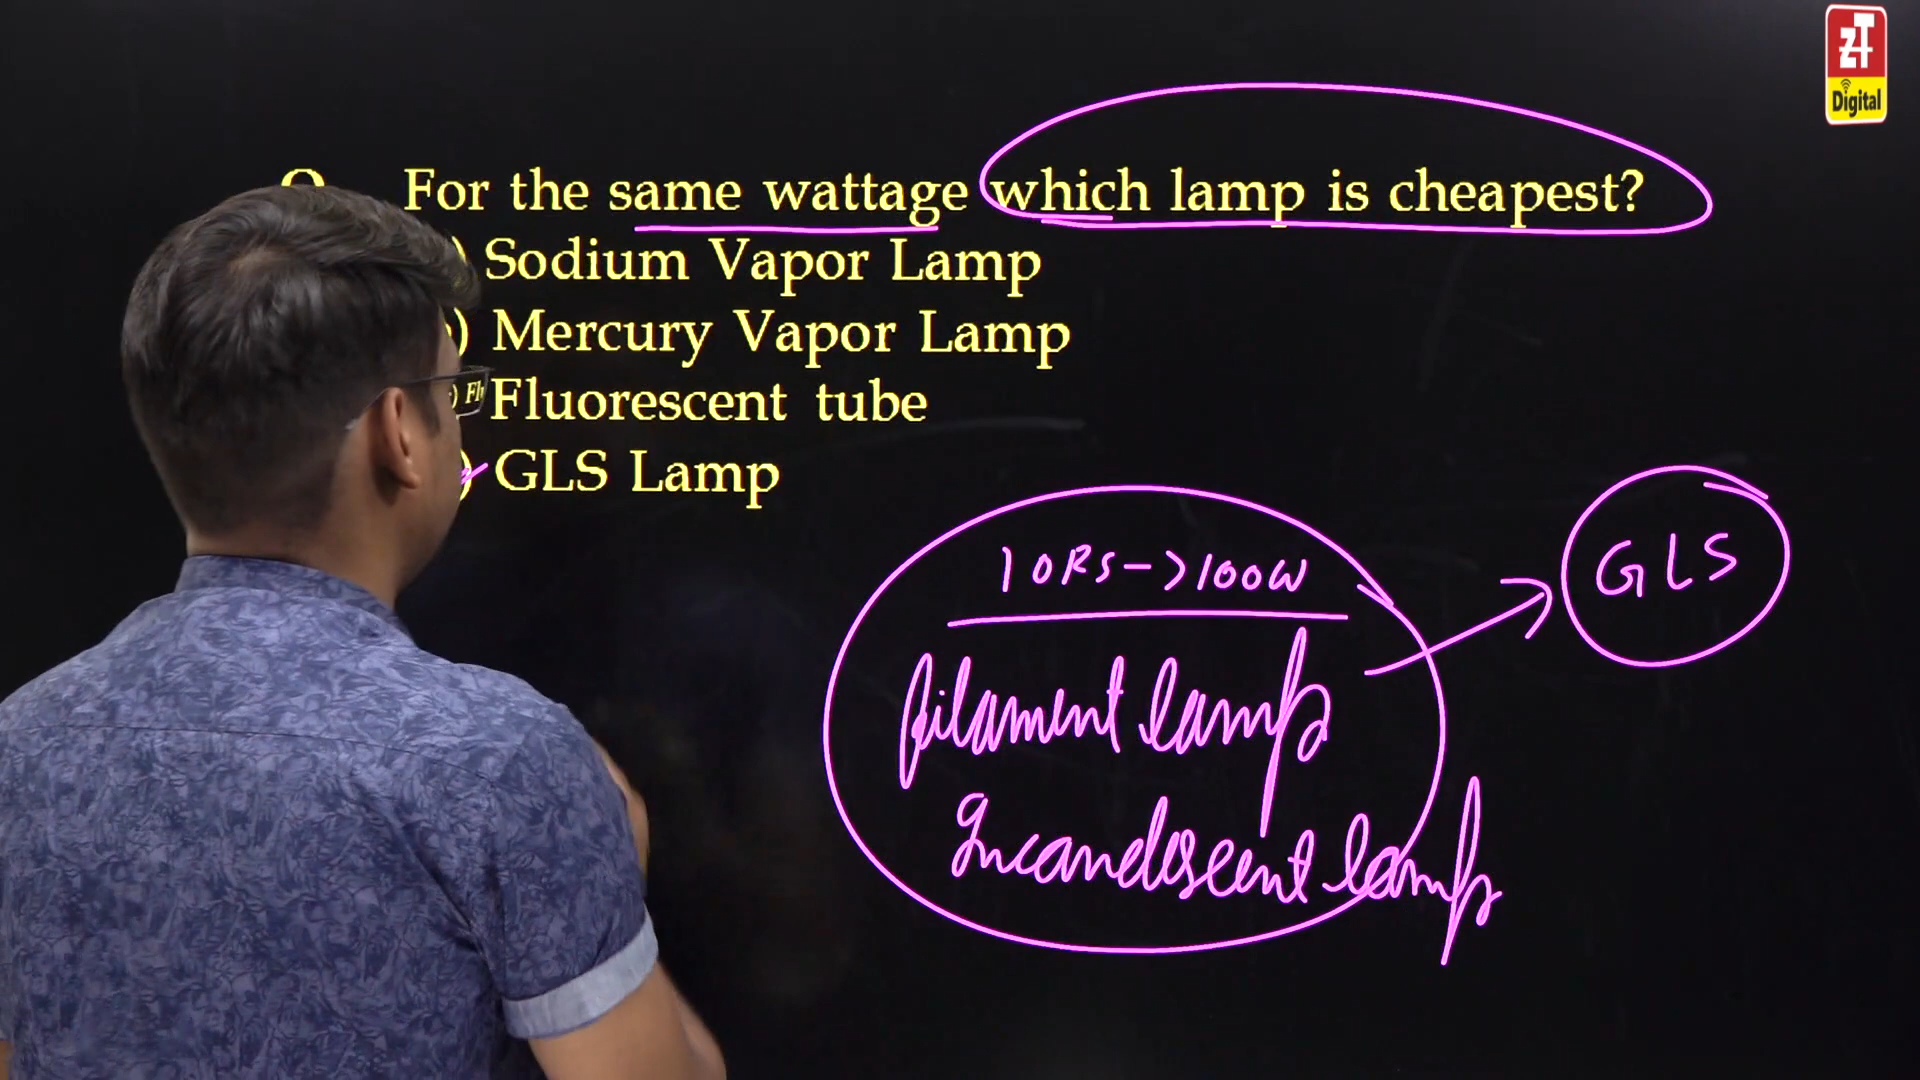 ZT
Digital
For the same wattage which lamp is cheapest?
) Sodium Vapor Lamp
) Mercury Vapor Lamp
) Fluorescent tube
) GLS Lamp
10RS->100W
filament lamp
Incandescent lamp
GLS